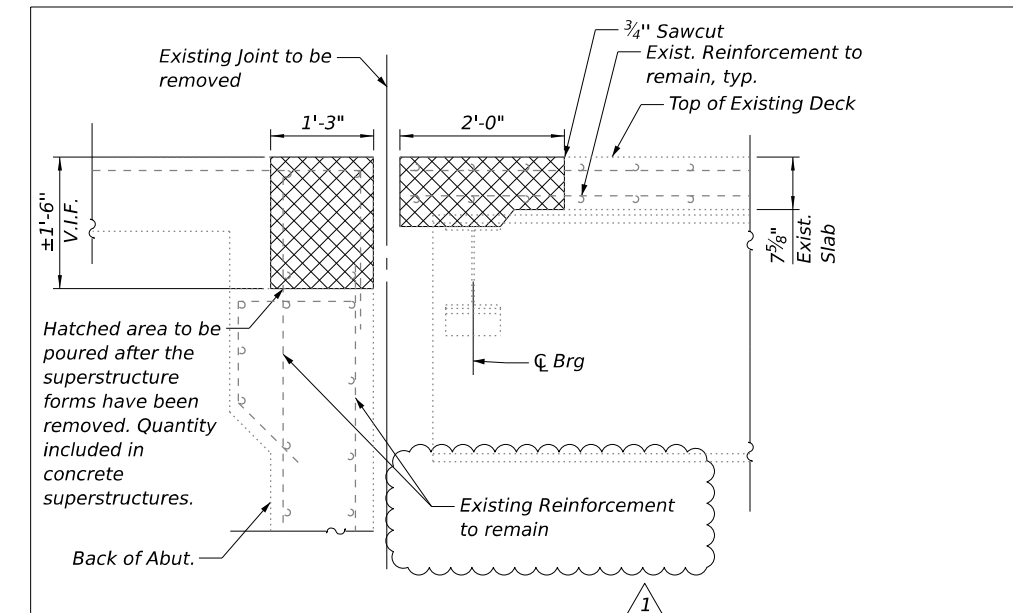 Existing Joint to be
removed
3/4" Sawcut
Exist. Reinforcement to
remain, typ.
Top of Existing Deck
1'-3"
2'-0"
±1'-6"
V.I.F.
7 5/8"
Exist.
Slab
Hatched area to be
poured after the
superstructure
forms have been
removed. Quantity
included in
concrete
superstructures.
℄ Brg
Existing Reinforcement
to remain
Back of Abut.
1